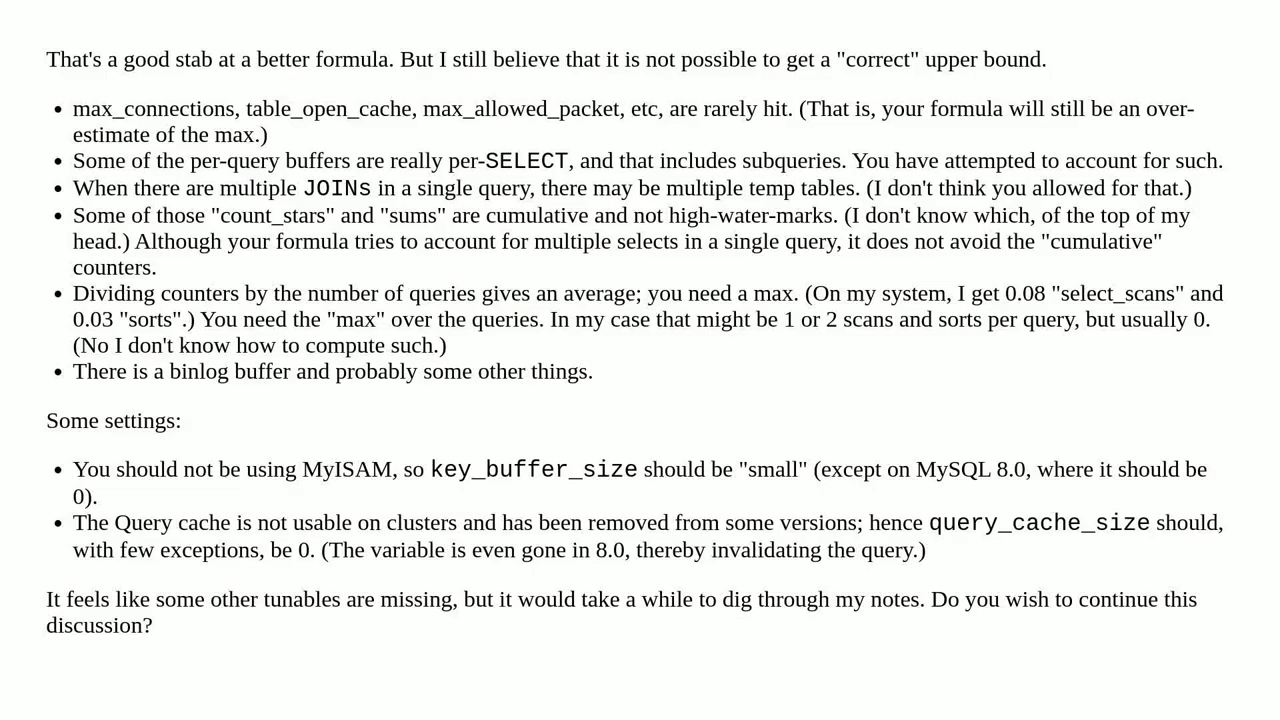 That's a good stab at a better formula. But I still believe that it is not possible to get a "correct" upper bound.
• max_connections, table_open_cache, max_allowed_packet, etc, are rarely hit. (That is, your formula will still be an over-
estimate of the max.)
• Some of the per-query buffers are really per-SELECT, and that includes subqueries. You have attempted to account for such.
• When there are multiple JOINs in a single query, there may be multiple temp tables. (I don't think you allowed for that.)
• Some of those "count_stars" and "sums" are cumulative and not high-water-marks. (I don't know which, of the top of my
head.) Although your formula tries to account for multiple selects in a single query, it does not avoid the "cumulative"
counters.
• Dividing counters by the number of queries gives an average; you need a max. (On my system, I get 0.08 "select_scans" and
0.03 "sorts".) You need the "max" over the queries. In my case that might be 1 or 2 scans and sorts per query, but usually 0.
(No I don't know how to compute such.)
• There is a binlog buffer and probably some other things.
Some settings:
• You should not be using MyISAM, so key_buffer_size should be "small" (except on MySQL 8.0, where it should be
0).
• The Query cache is not usable on clusters and has been removed from some versions; hence query_cache_size should,
with few exceptions, be 0. (The variable is even gone in 8.0, thereby invalidating the query.)
It feels like some other tunables are missing, but it would take a while to dig through my notes. Do you wish to continue this
discussion?